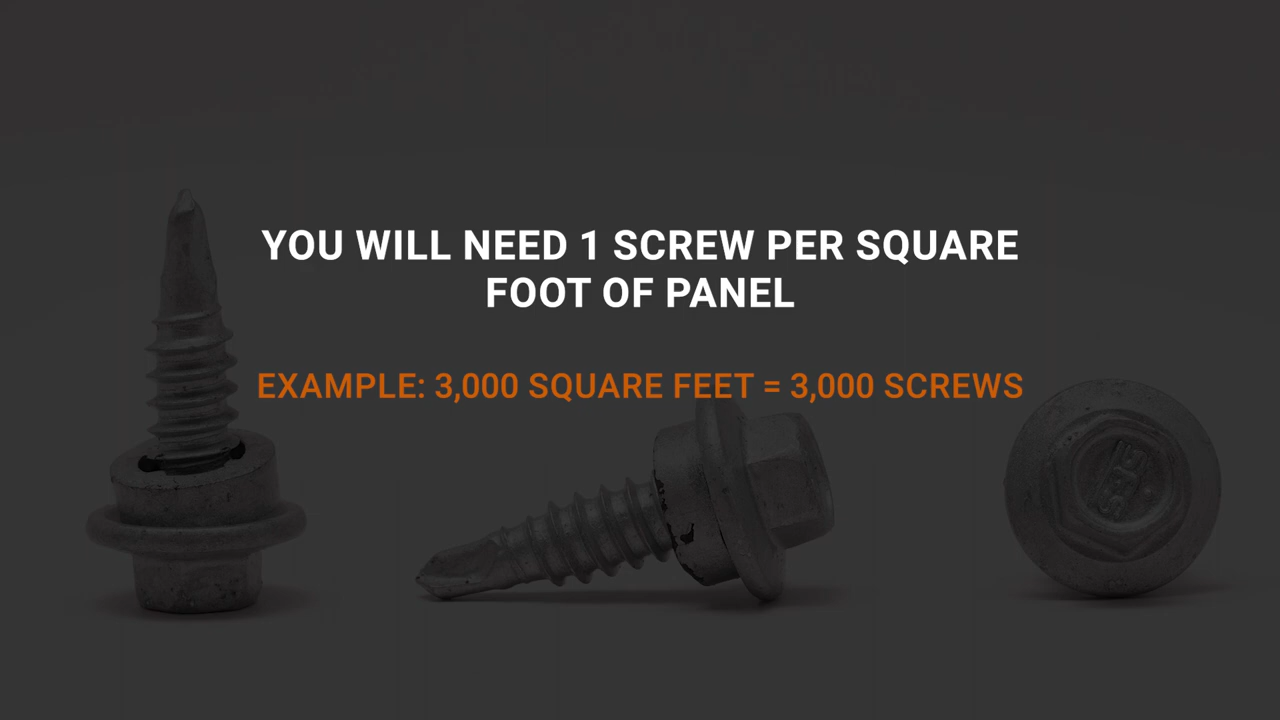 YOU WILL NEED 1 SCREW PER SQUARE
FOOT OF PANEL
EXAMPLE: 3,000 SQUARE FEET = 3,000 SCREWS